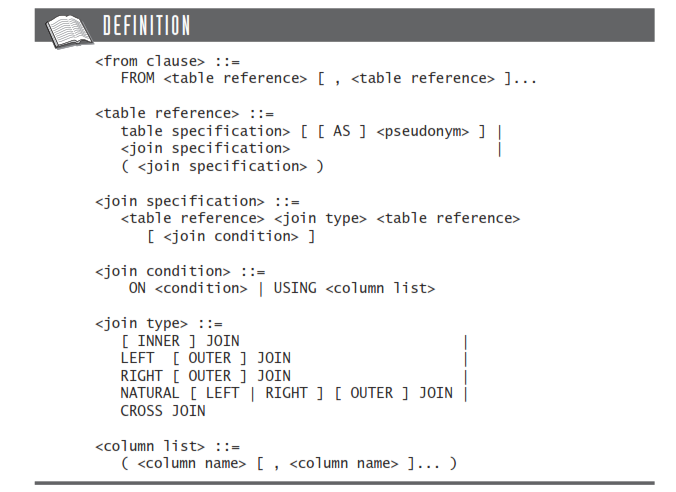 DEFINITION
<from clause> ::=
FROM <table reference> [ , <table reference> ]...
<table reference> ::=
table specification> [ [ AS ] <pseudonym> ] |
<join specification> |
( <join specification> )
<join specification> ::=
<table reference> <join type> <table reference>
[ <join condition> ]
<join condition> ::=
ON <condition> | USING <column list>
<join type> ::=
[ INNER ] JOIN |
LEFT [ OUTER ] JOIN |
RIGHT [ OUTER ] JOIN |
NATURAL [ LEFT | RIGHT ] [ OUTER ] JOIN |
CROSS JOIN
<column list> ::=
( <column name> [ , <column name> ]... )